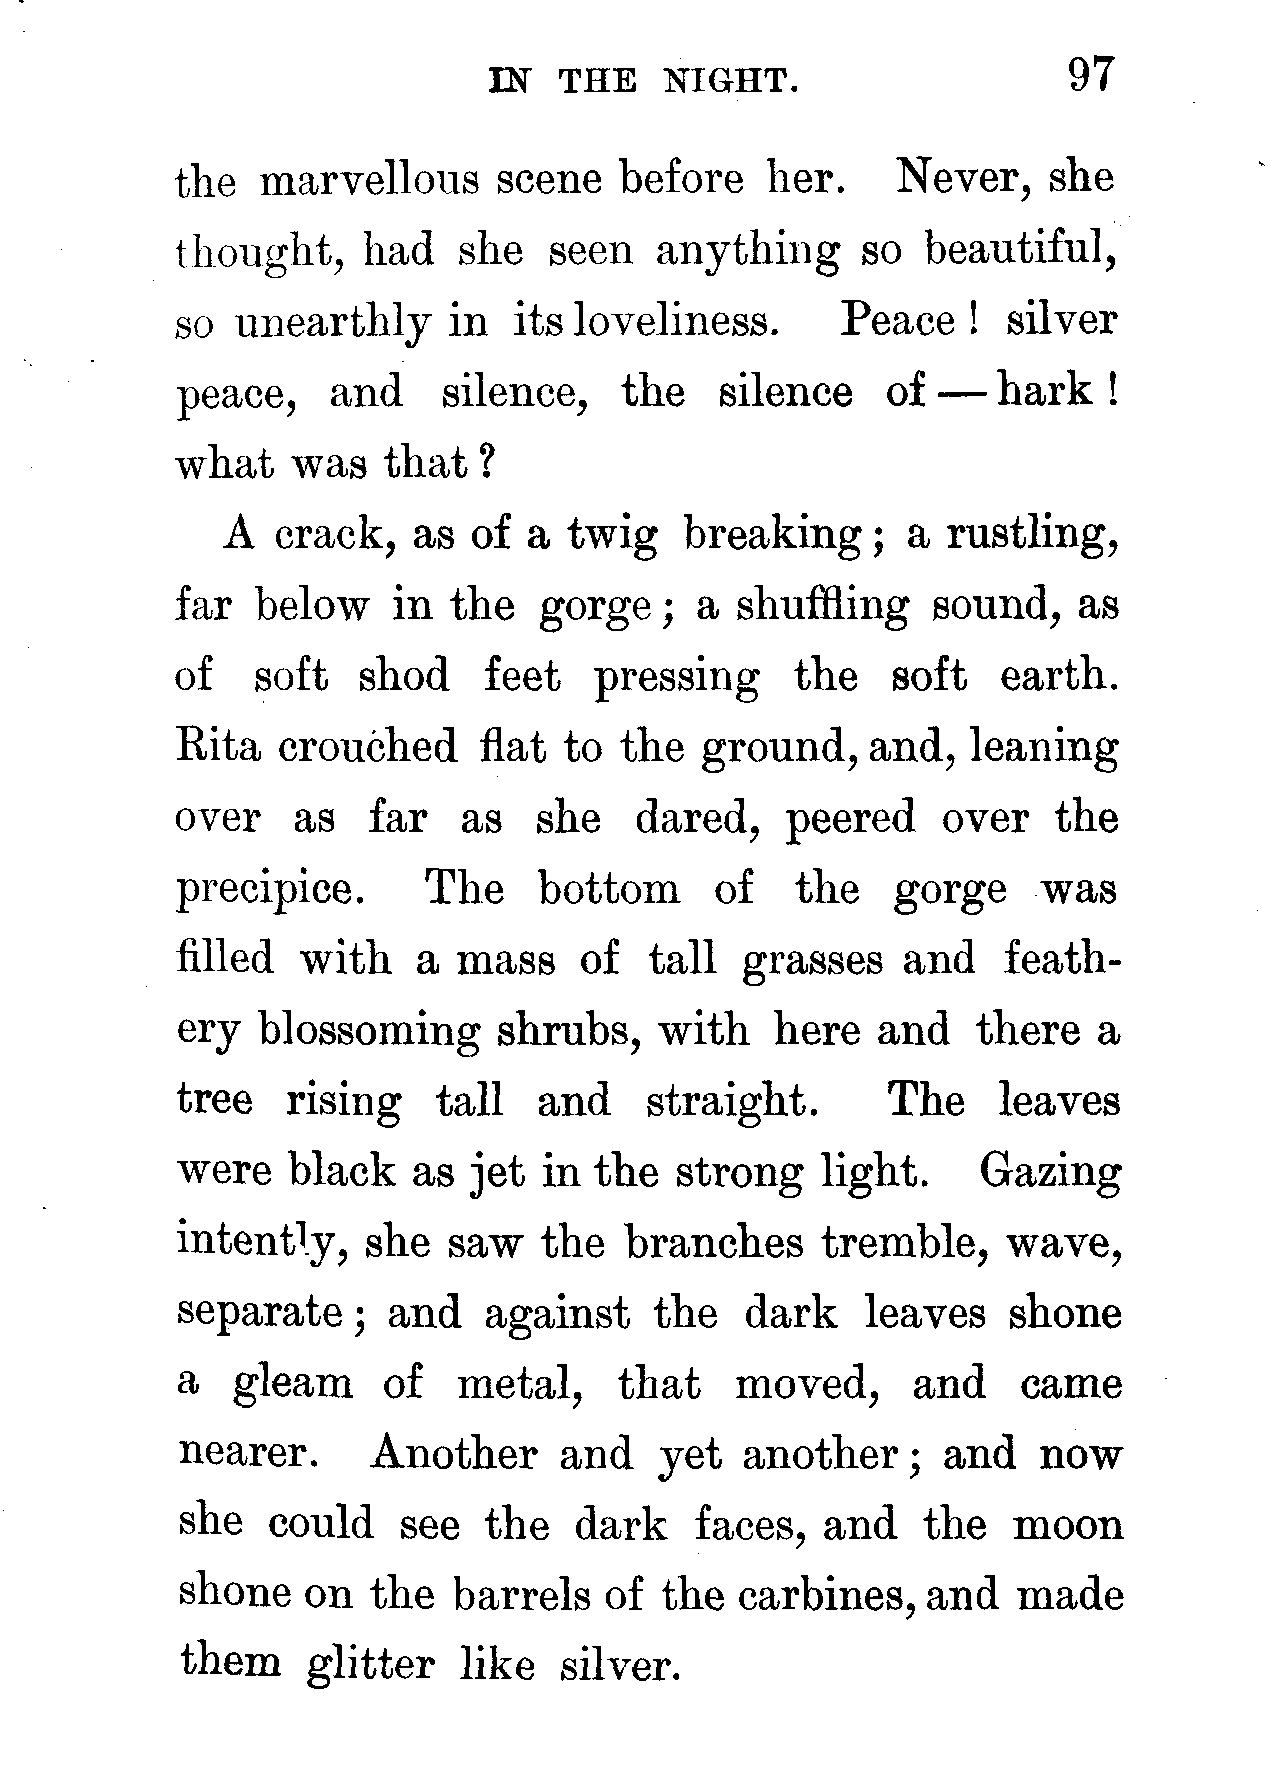 IN THE NIGHT. 97
the marvellous scene before her. Never, she
thought, had she seen anything so beautiful,
so unearthly in its loveliness. Peace! silver
peace, and silence, the silence of — hark!
what was that?
A crack, as of a twig breaking; a rustling,
far below in the gorge; a shuffling sound, as
of soft shod feet pressing the soft earth.
Rita crouched flat to the ground, and, leaning
over as far as she dared, peered over the
precipice. The bottom of the gorge was
filled with a mass of tall grasses and feath-
ery blossoming shrubs, with here and there a
tree rising tall and straight. The leaves
were black as jet in the strong light. Gazing
intently, she saw the branches tremble, wave,
separate; and against the dark leaves shone
a gleam of metal, that moved, and came
nearer. Another and yet another; and now
she could see the dark faces, and the moon
shone on the barrels of the carbines, and made
them glitter like silver.